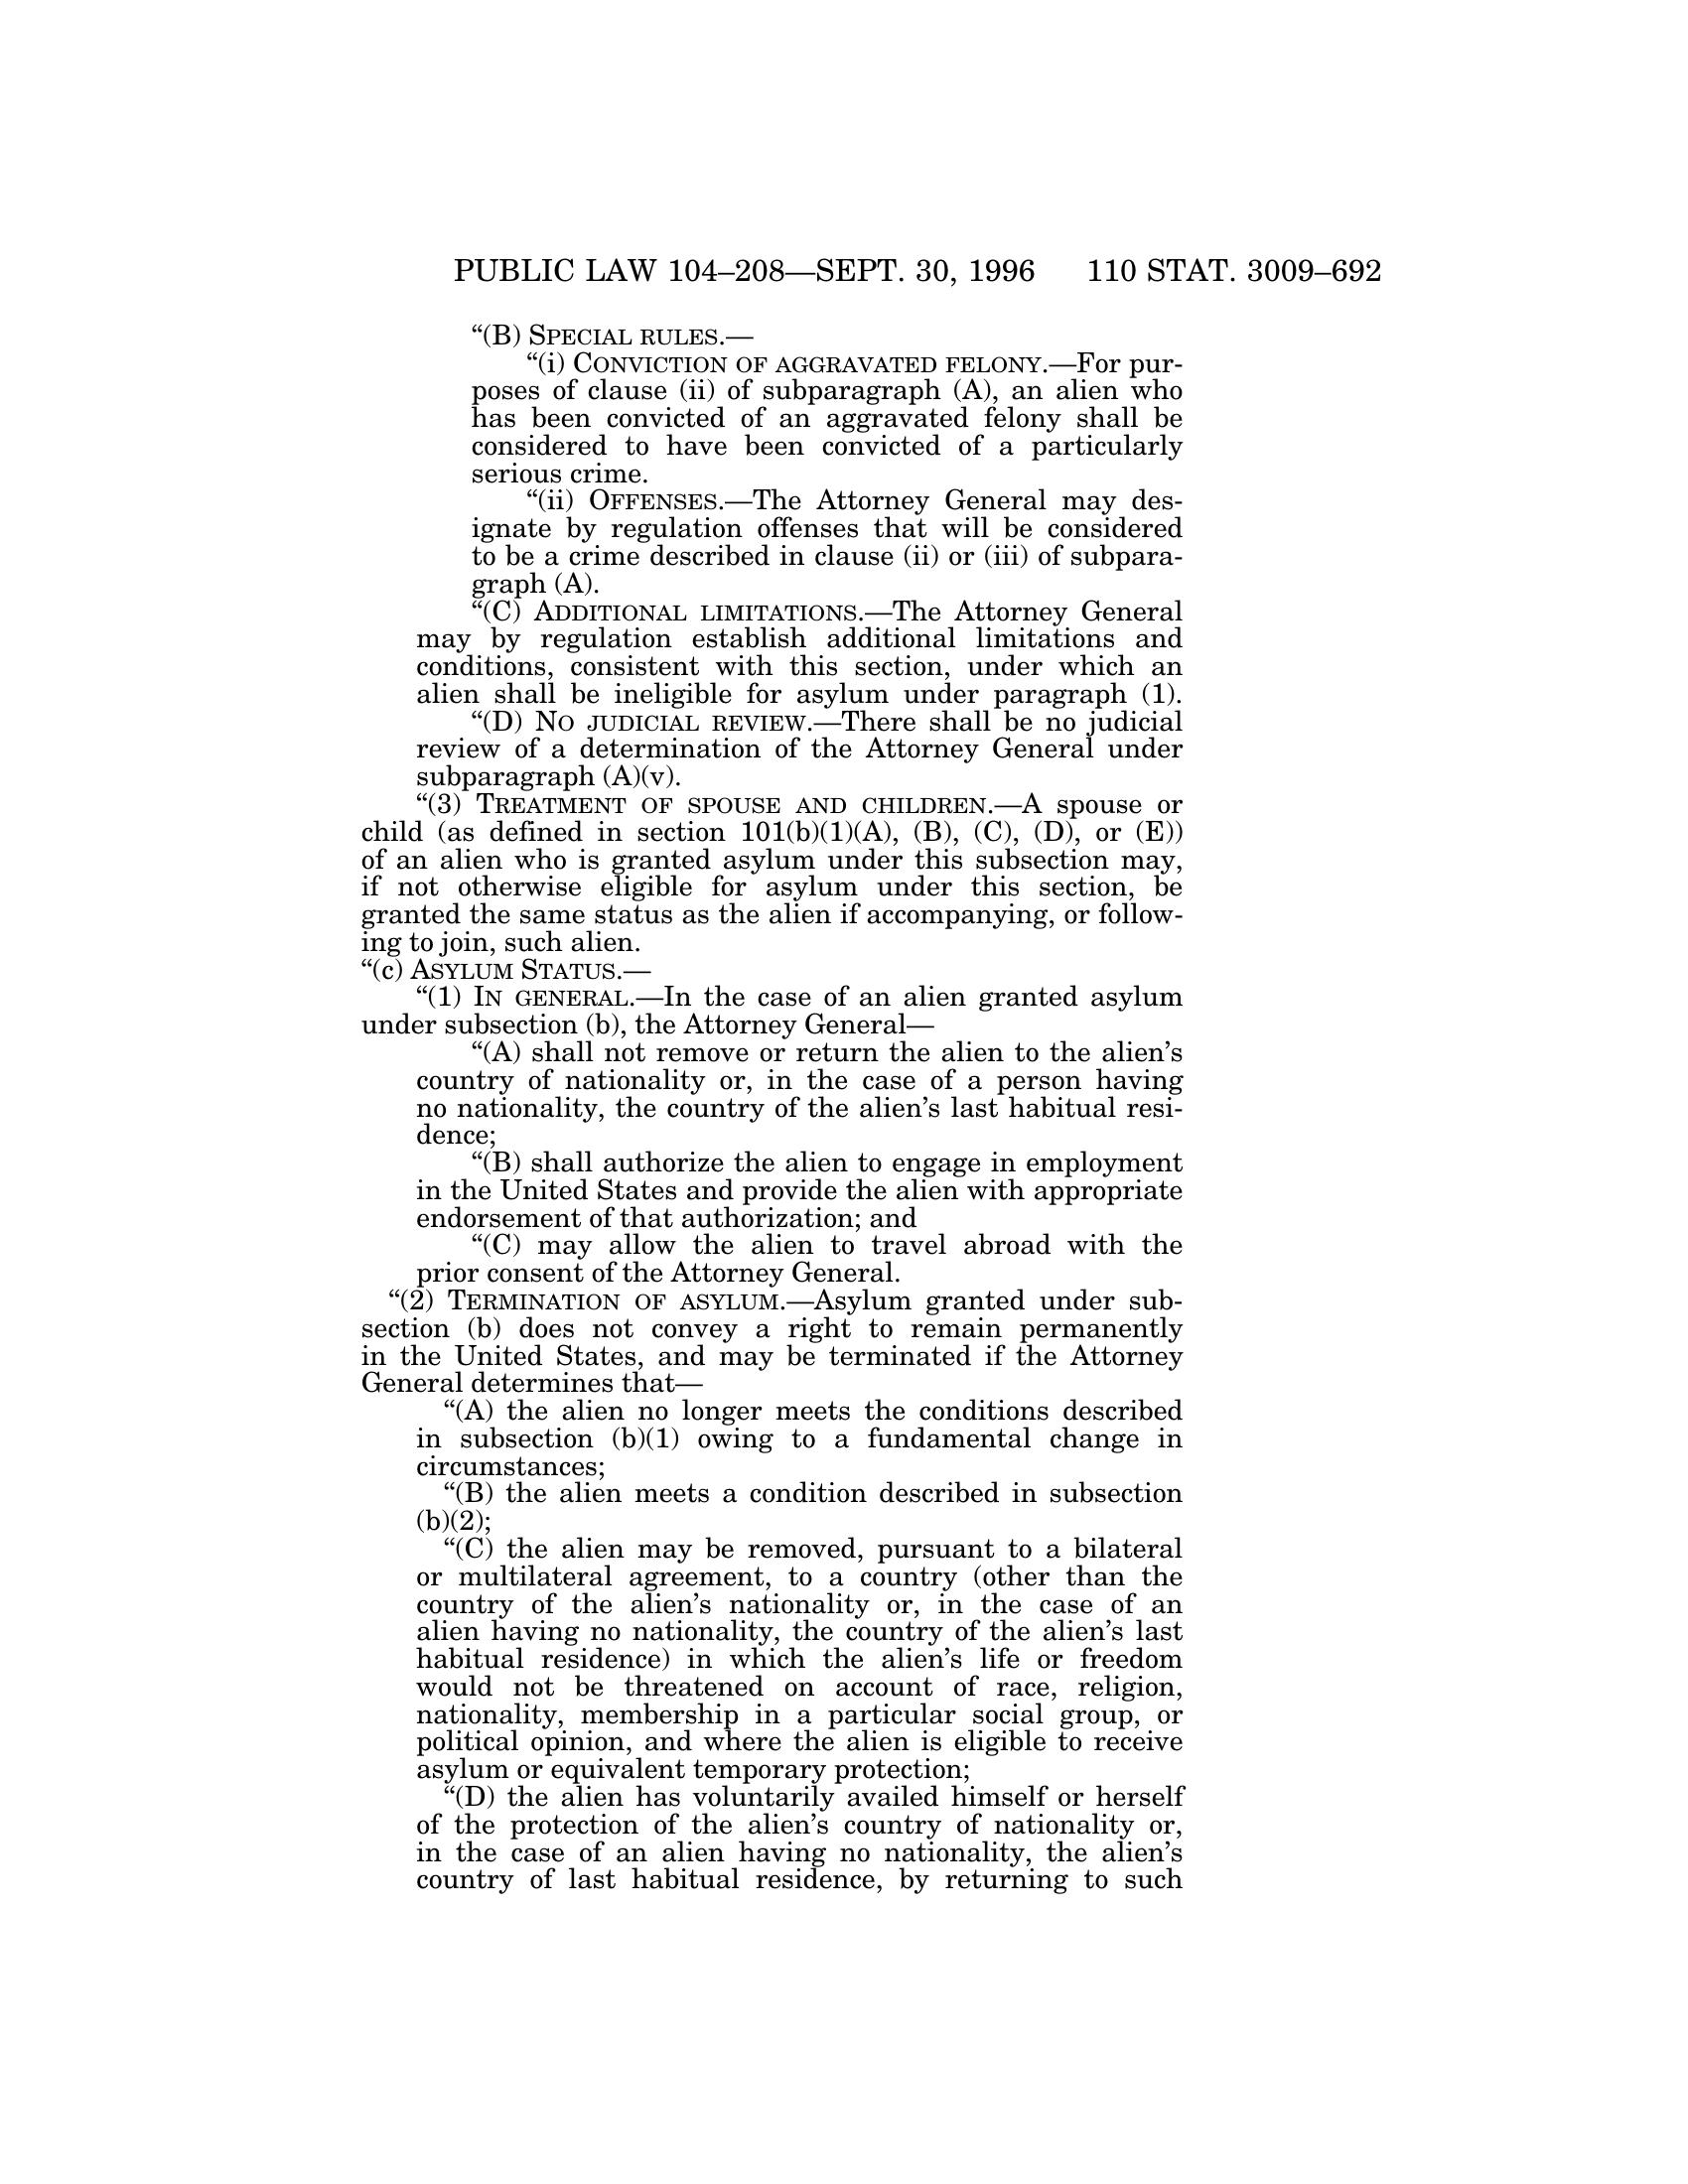 PUBLIC LAW 104–208—SEPT. 30, 1996 110 STAT. 3009–692
“(B) SPECIAL RULES.—
“(i) CONVICTION OF AGGRAVATED FELONY.—For pur-
poses of clause (ii) of subparagraph (A), an alien who
has been convicted of an aggravated felony shall be
considered to have been convicted of a particularly
serious crime.
“(ii) OFFENSES.—The Attorney General may des-
ignate by regulation offenses that will be considered
to be a crime described in clause (ii) or (iii) of subpara-
graph (A).
“(C) ADDITIONAL LIMITATIONS.—The Attorney General
may by regulation establish additional limitations and
conditions, consistent with this section, under which an
alien shall be ineligible for asylum under paragraph (1).
“(D) NO JUDICIAL REVIEW.—There shall be no judicial
review of a determination of the Attorney General under
subparagraph (A)(v).
“(3) TREATMENT OF SPOUSE AND CHILDREN.—A spouse or
child (as defined in section 101(b)(1)(A), (B), (C), (D), or (E))
of an alien who is granted asylum under this subsection may,
if not otherwise eligible for asylum under this section, be
granted the same status as the alien if accompanying, or follow-
ing to join, such alien.
“(c) ASYLUM STATUS.—
“(1) IN GENERAL.—In the case of an alien granted asylum
under subsection (b), the Attorney General—
“(A) shall not remove or return the alien to the alien’s
country of nationality or, in the case of a person having
no nationality, the country of the alien’s last habitual resi-
dence;
“(B) shall authorize the alien to engage in employment
in the United States and provide the alien with appropriate
endorsement of that authorization; and
“(C) may allow the alien to travel abroad with the
prior consent of the Attorney General.
“(2) TERMINATION OF ASYLUM.—Asylum granted under sub-
section (b) does not convey a right to remain permanently
in the United States, and may be terminated if the Attorney
General determines that—
“(A) the alien no longer meets the conditions described
in subsection (b)(1) owing to a fundamental change in
circumstances;
“(B) the alien meets a condition described in subsection
(b)(2);
“(C) the alien may be removed, pursuant to a bilateral
or multilateral agreement, to a country (other than the
country of the alien’s nationality or, in the case of an
alien having no nationality, the country of the alien’s last
habitual residence) in which the alien’s life or freedom
would not be threatened on account of race, religion,
nationality, membership in a particular social group, or
political opinion, and where the alien is eligible to receive
asylum or equivalent temporary protection;
“(D) the alien has voluntarily availed himself or herself
of the protection of the alien’s country of nationality or,
in the case of an alien having no nationality, the alien’s
country of last habitual residence, by returning to such